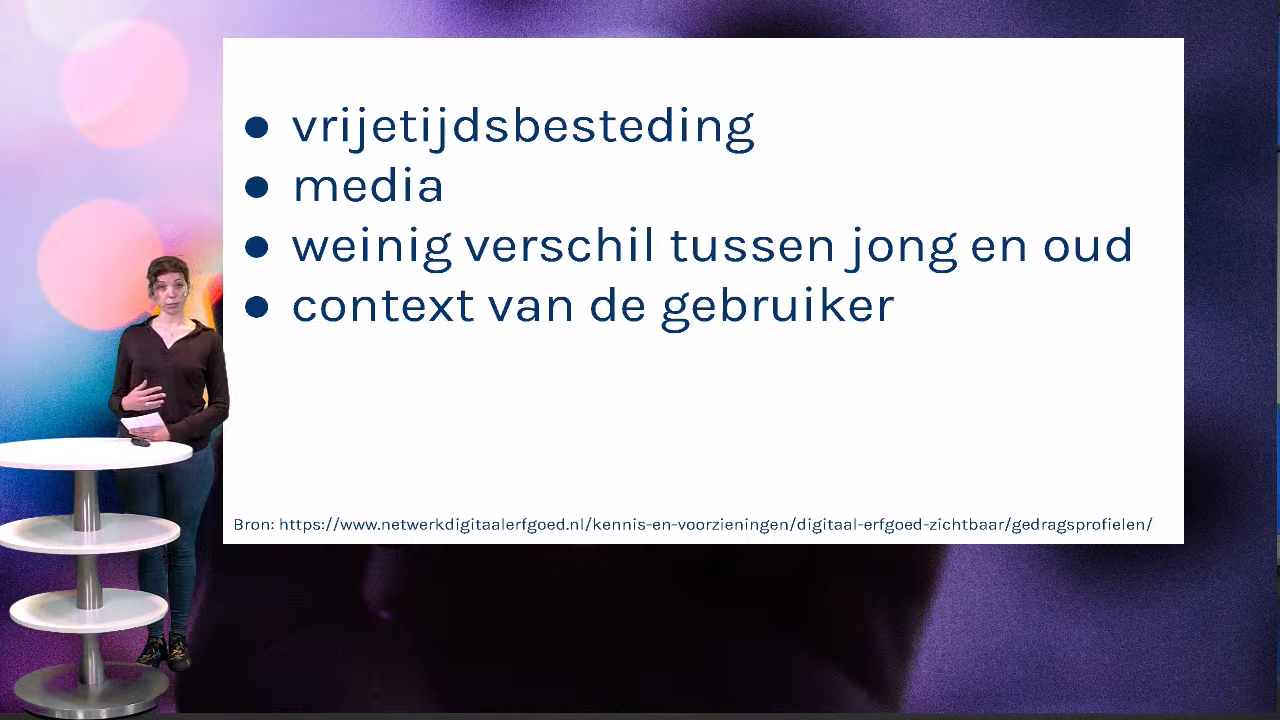 ● vrijetijdsbesteding
● media
● weinig verschil tussen jong en oud
● context van de gebruiker
Bron: https://www.netwerkdigitaalerfgoed.nl/kennis-en-voorzieningen/digitaal-erfgoed-zichtbaar/gedragsprofielen/